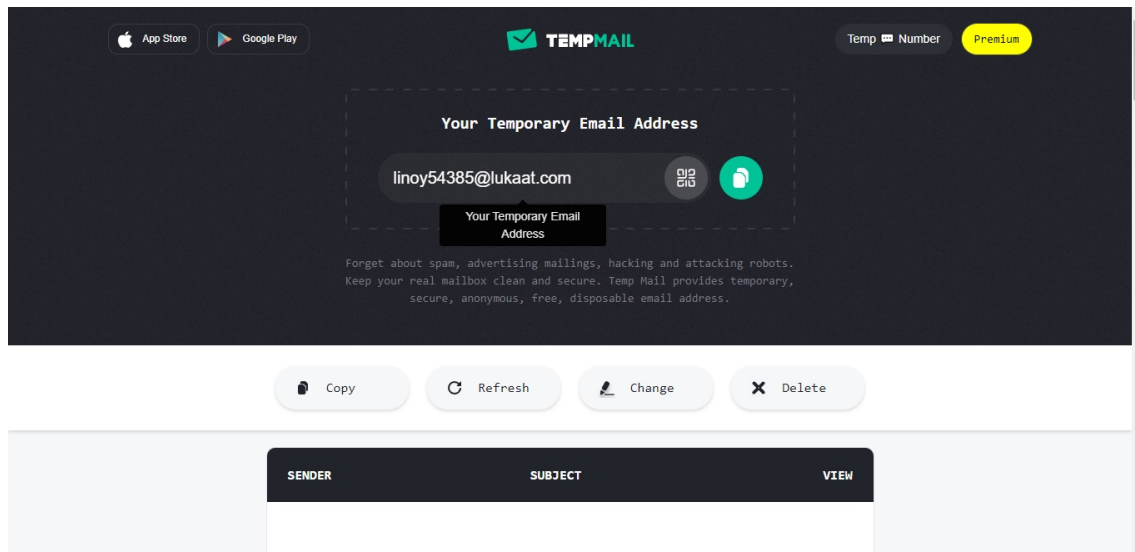 App Store
Google Play
TEMPMAIL
Temp Number
Premium
Your Temporary Email Address
linoy54385@lukaat.com
Your Temporary Email
Address
Forget about spam, advertising mailings, hacking and attacking robots.
Keep your real mailbox clean and secure. Temp Mail provides temporary,
secure, anonymous, free, disposable email address.
Copy
Refresh
Change
Delete
SENDER
SUBJECT
VIEW